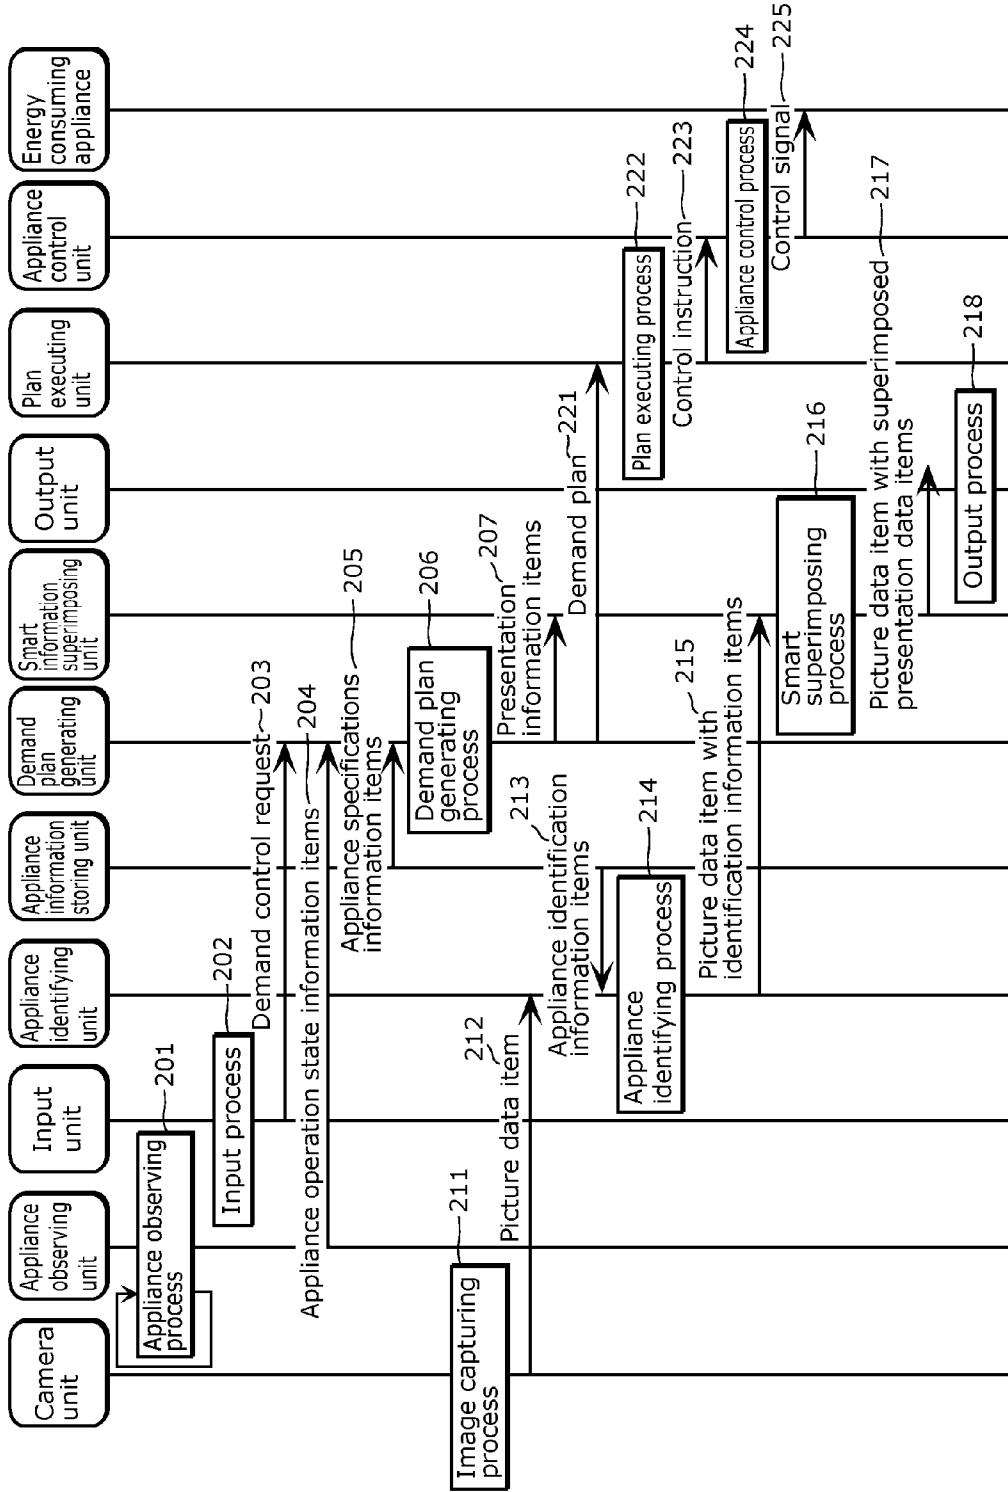 Camera
unit
Appliance
observing
unit
Input
unit
Appliance
identifying
unit
Appliance
information
storing unit
Demand
plan
generating
unit
Smart
information
superimposing
unit
Output
unit
Plan
executing
unit
Appliance
control
unit
Energy
consuming
appliance
Appliance observing
process
201
Input process
202
Demand control request
203
Appliance operation state information items
204
Appliance specifications
information items
205
Demand plan
generating
process
206
Image capturing
process
211
Picture data item
212
Presentation
information items
207
Appliance identification
information items
213
Demand plan
221
Appliance
identifying process
214
Plan executing process
222
Control instruction
223
Picture data item with
identification information items
215
Appliance control process
224
Control signal
225
Smart
superimposing
process
216
Picture data item with superimposed
presentation data items
217
Output process
218